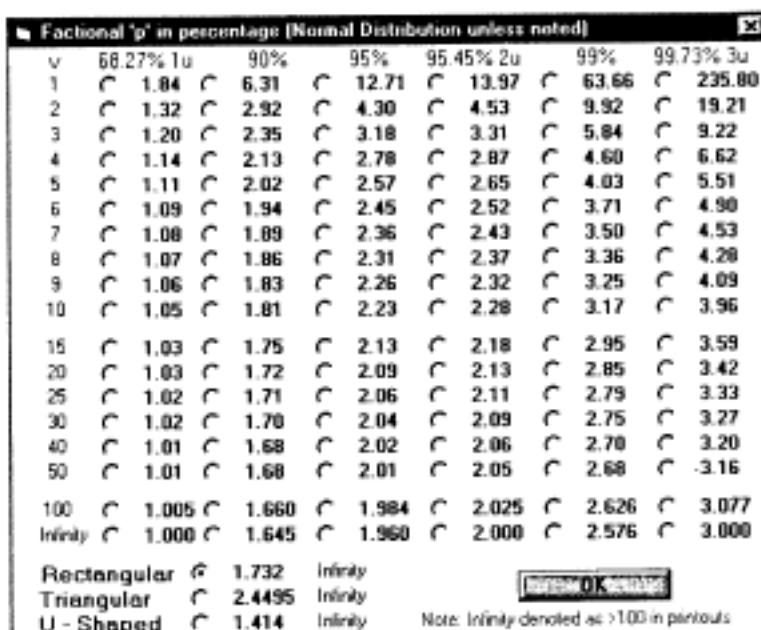 Factional 'p' in percentage (Normal Distribution unless noted)
v 68.27% 1u 90% 95% 95.45% 2u 99% 99.73% 3u
1 1.84 6.31 12.71 13.97 63.66 235.80
2 1.32 2.92 4.30 4.53 9.92 19.21
3 1.20 2.35 3.18 3.31 5.84 9.22
4 1.14 2.13 2.78 2.87 4.60 6.62
5 1.11 2.02 2.57 2.65 4.03 5.51
6 1.09 1.94 2.45 2.52 3.71 4.90
7 1.08 1.89 2.36 2.43 3.50 4.53
8 1.07 1.86 2.31 2.37 3.36 4.28
9 1.06 1.83 2.26 2.32 3.25 4.09
10 1.05 1.81 2.23 2.28 3.17 3.96
15 1.03 1.75 2.13 2.18 2.95 3.59
20 1.03 1.72 2.09 2.13 2.85 3.42
25 1.02 1.71 2.06 2.11 2.79 3.33
30 1.02 1.70 2.04 2.09 2.75 3.27
40 1.01 1.68 2.02 2.06 2.70 3.20
50 1.01 1.68 2.01 2.05 2.68 3.16
100 1.005 1.660 1.984 2.025 2.626 3.077
Infinity 1.000 1.645 1.960 2.000 2.576 3.000
Rectangular 1.732 Infinity
Triangular 2.4495 Infinity
OK
U - Shaped 1.414 Infinity
Note: Infinity denoted as >100 in printouts